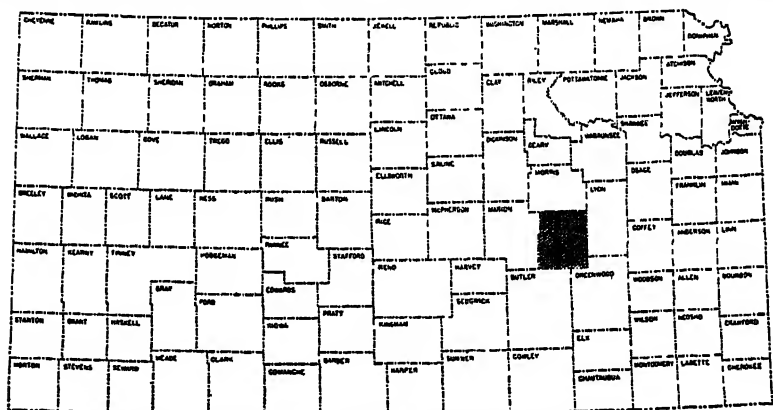 CHEYENNE RAWLINS DECATUR NORTON PHILLIPS SMITH JEWELL REPUBLIC WASHINGTON MARSHALL NEMAHA BROWN DONIPHAN
SHERMAN THOMAS SHERIDAN GRAHAM ROOKS OSBORNE MITCHELL CLOUD CLAY RILEY POTTAWATOMIE JACKSON ATCHISON
JEFFERSON LEAVEN-
WORTH
WYAN-
DOTTE
WALLACE LOGAN GOVE TREGO ELLIS RUSSELL LINCOLN OTTAWA DICKINSON GEARY WABAUNSEE SHAWNEE DOUGLAS JOHNSON
ELLSWORTH SALINE MORRIS OSAGE
GREELEY WICHITA SCOTT LANE NESS RUSH BARTON RICE MCPHERSON MARION LYON FRANKLIN MIAMI
HAMILTON KEARNY FINNEY HODGEMAN PAWNEE STAFFORD RENO HARVEY BUTLER GREENWOOD COFFEY ANDERSON LINN
GRAY FORD EDWARDS SEDGWICK WOODSON ALLEN BOURBON
STANTON GRANT HASKELL KIOWA PRATT KINGMAN ELK WILSON NEOSHO CRAWFORD
MORTON STEVENS SEWARD MEADE CLARK COMANCHE BARBER HARPER SUMNER COWLEY CHAUTAUQUA MONTGOMERY LABETTE CHEROKEE